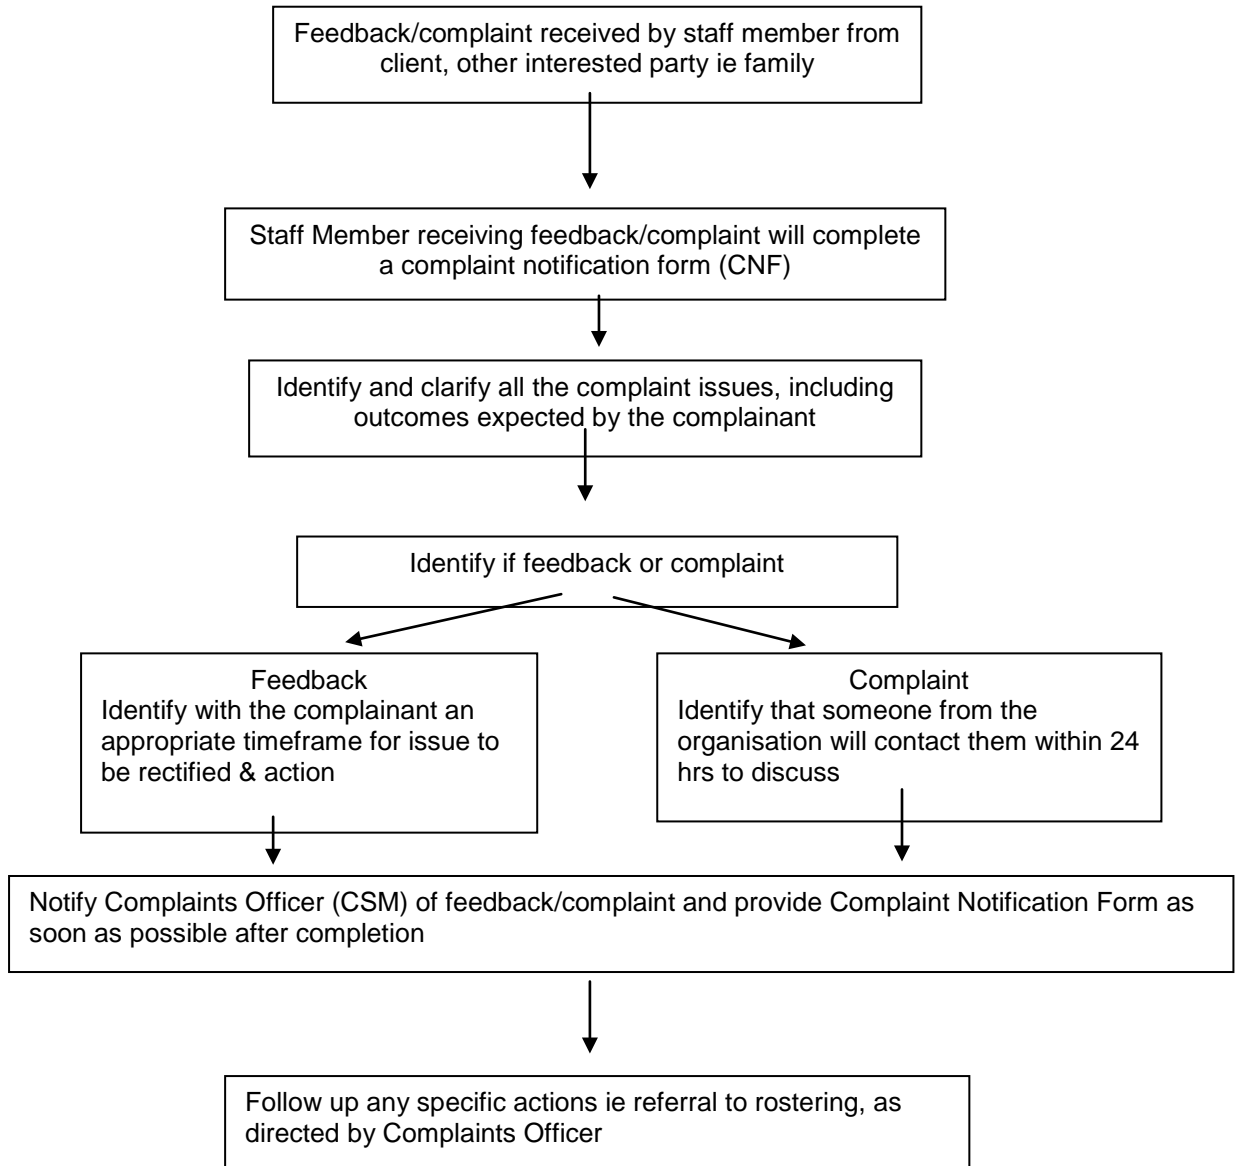 Feedback/complaint received by staff member from
client, other interested party ie family
Staff Member receiving feedback/complaint will complete
a complaint notification form (CNF)
Identify and clarify all the complaint issues, including
outcomes expected by the complainant
Identify if feedback or complaint
Feedback
Identify with the complainant an
appropriate timeframe for issue to
be rectified & action
Complaint
Identify that someone from the
organisation will contact them within 24
hrs to discuss
Notify Complaints Officer (CSM) of feedback/complaint and provide Complaint Notification Form as
soon as possible after completion
Follow up any specific actions ie referral to rostering, as
directed by Complaints Officer